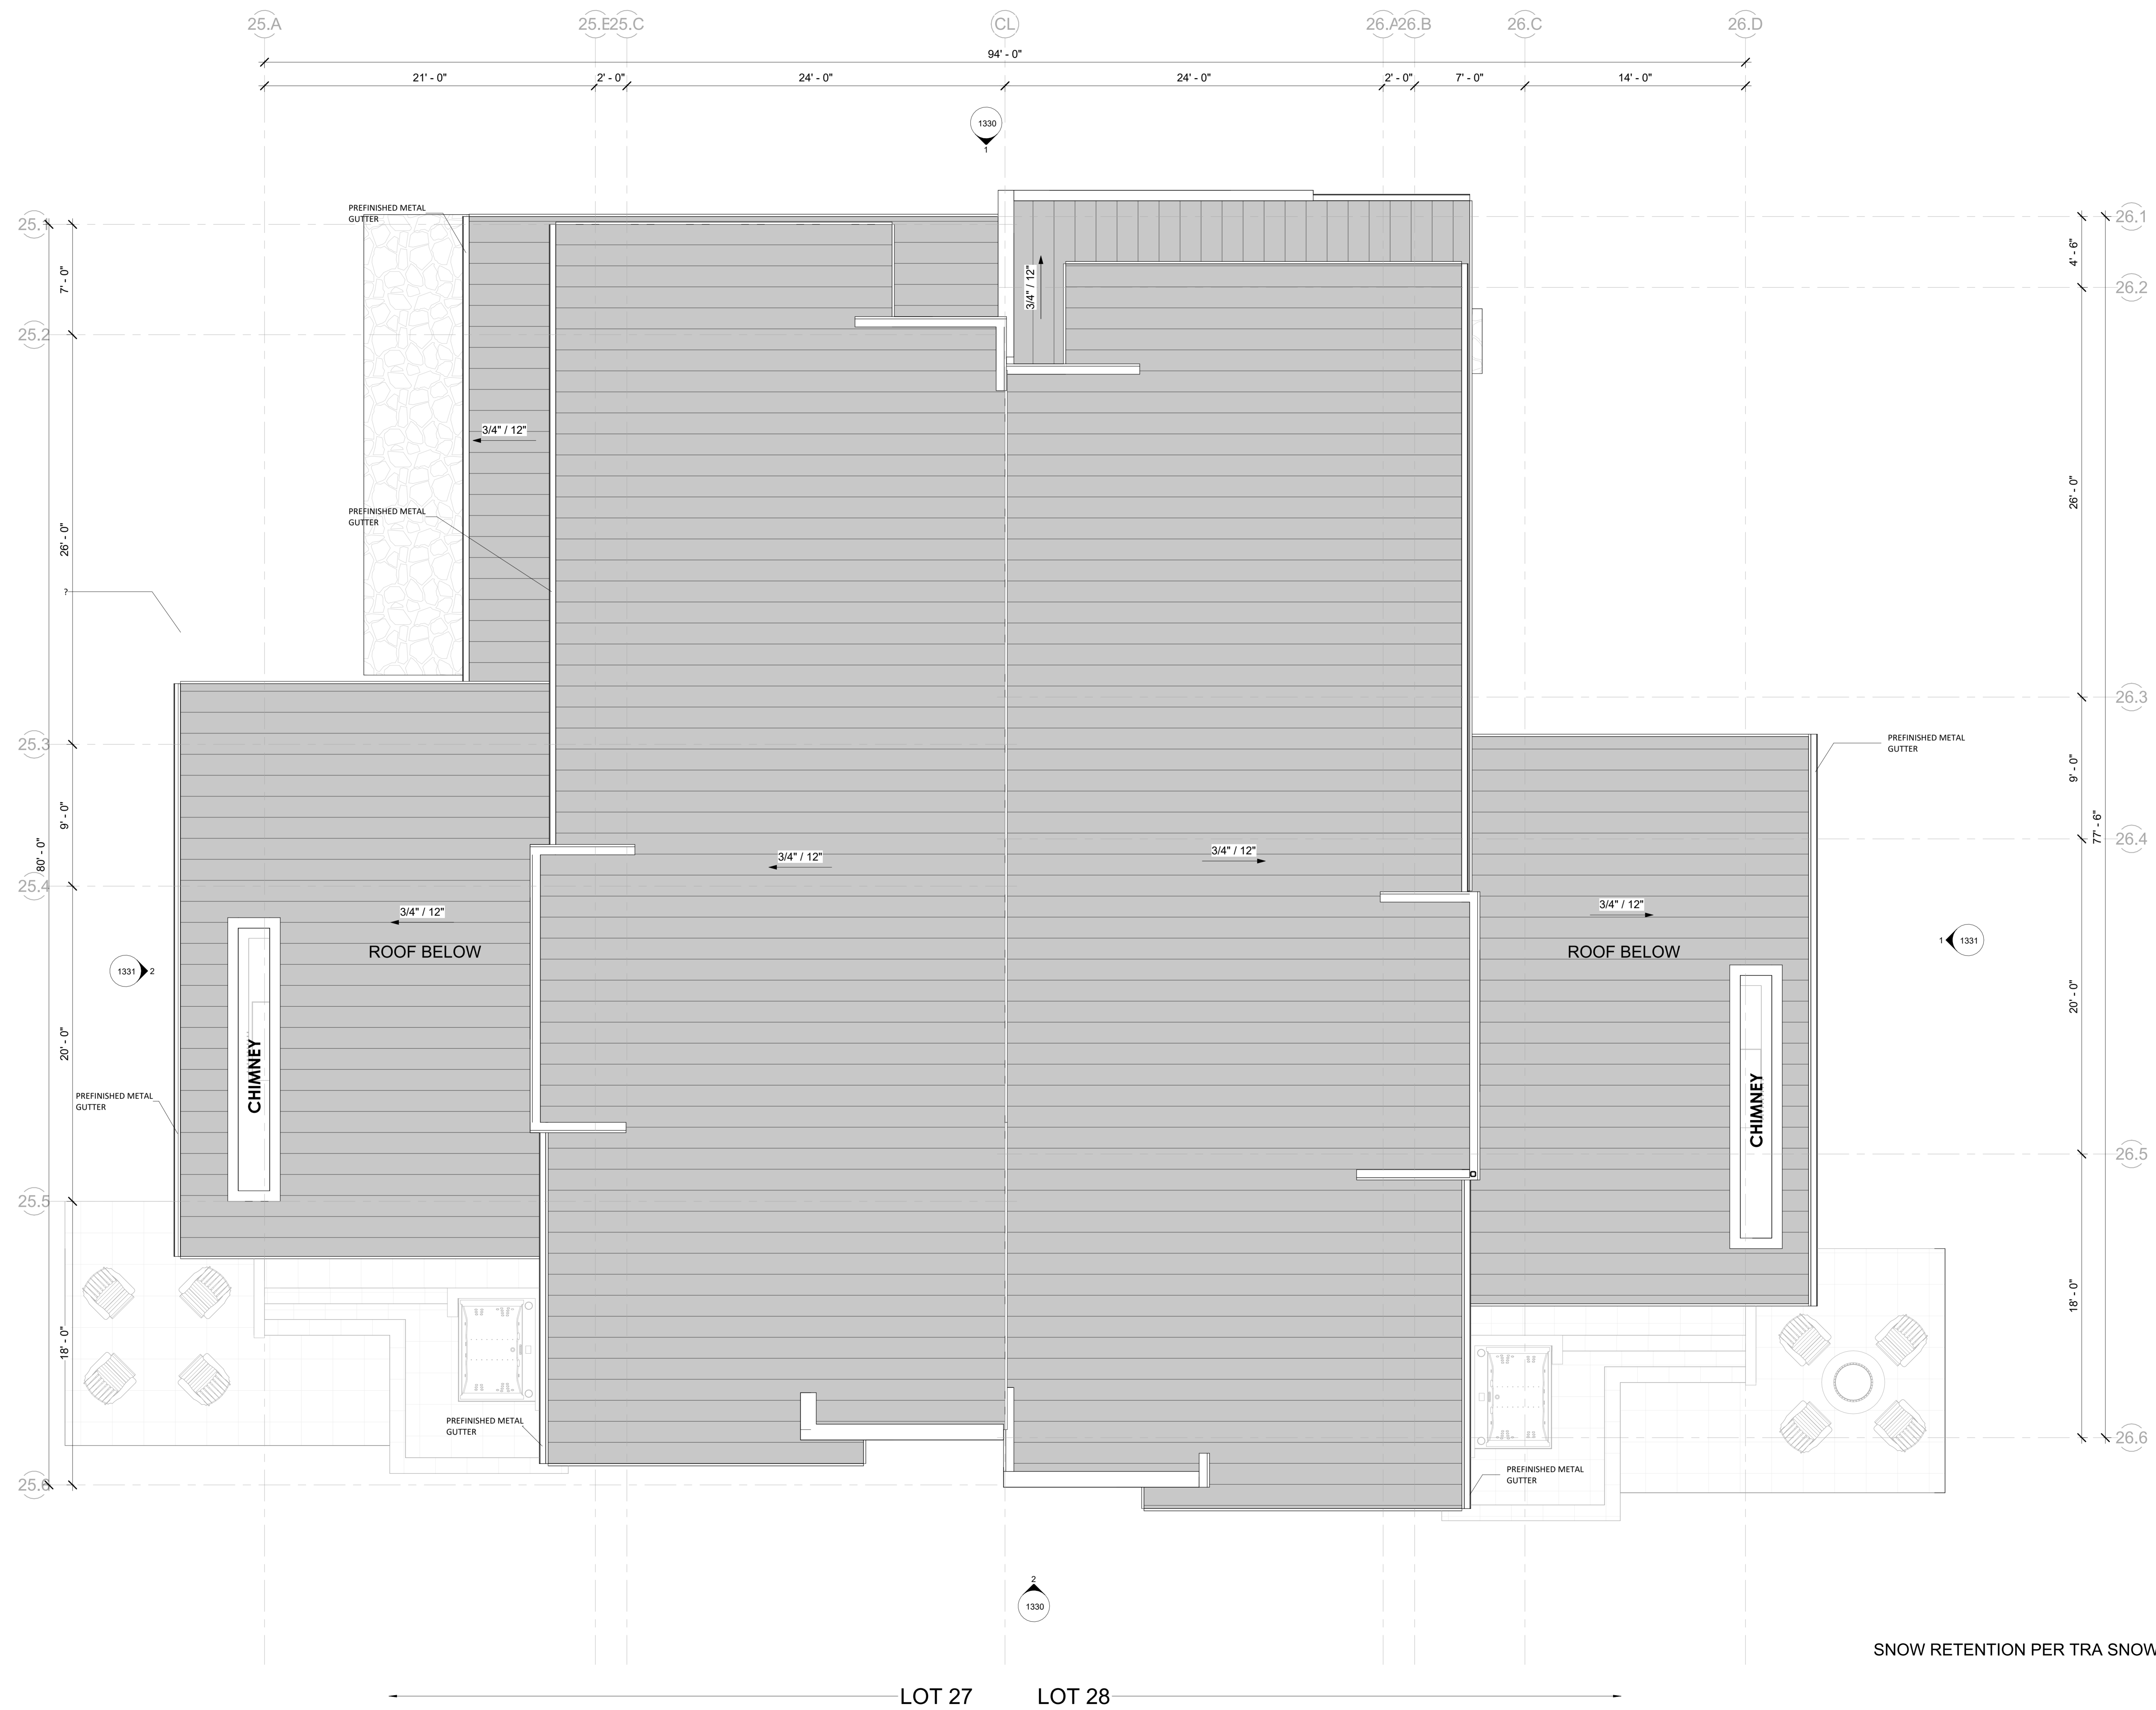 25.A
25.E
25.C
CL
26.A
26.B
26.C
26.D
94' - 0"
21' - 0"
2' - 0"
24' - 0"
24' - 0"
2' - 0"
7' - 0"
14' - 0"
1330
1
PREFINISHED METAL
GUTTER
25.1
26.1
4' - 6"
7' - 0"
3/4" / 12"
26.2
25.2
3/4" / 12"
26' - 0"
PREFINISHED METAL
GUTTER
26' - 0"
?
26.3
25.3
PREFINISHED METAL
GUTTER
9' - 0"
9' - 0"
77' - 6"
26.4
80' - 0"
3/4" / 12"
3/4" / 12"
25.4
3/4" / 12"
3/4" / 12"
ROOF BELOW
ROOF BELOW
1331
2
1
1331
20' - 0"
20' - 0"
CHIMNEY
CHIMNEY
PREFINISHED METAL
GUTTER
26.5
25.5
18' - 0"
18' - 0"
PREFINISHED METAL
GUTTER
26.6
PREFINISHED METAL
GUTTER
25.6
2
1330
SNOW RETENTION PER TRA SNOW
LOT 27
LOT 28